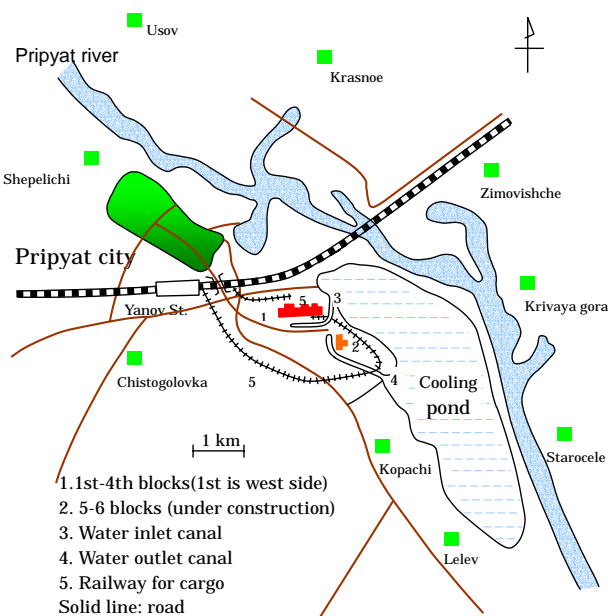 Usov
Pripyat river
Krasnoe
Shepelichi
Zimovishche
Pripyat city
Yanov St.
5
3
1
2
Krivaya gora
Chistogolovka
5
4
Cooling
pond
1 km
Kopachi
Starocele
1.1st-4th blocks(1st is west side)
2. 5-6 blocks (under construction)
3. Water inlet canal
4. Water outlet canal
5. Railway for cargo
Solid line: road
Lelev